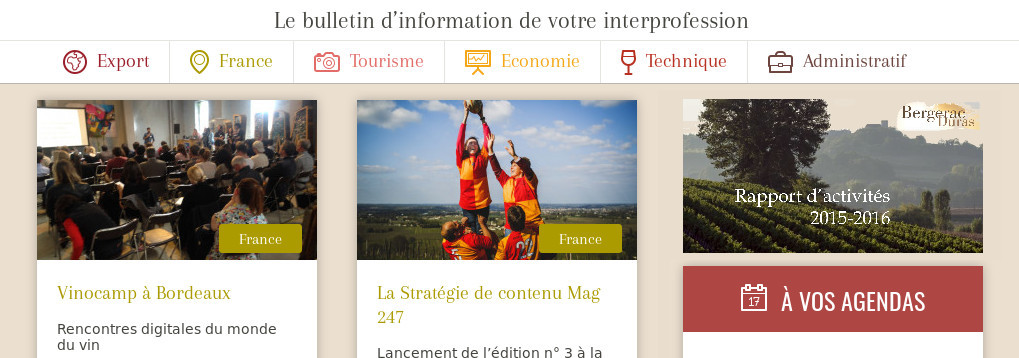 Le bulletin d’information de votre interprofession
Export
France
Tourisme
Economie
Technique
Administratif
France
Vinocamp à Bordeaux
Rencontres digitales du monde
du vin
France
La Stratégie de contenu Mag
247
Lancement de l’édition n° 3 à la
Bergerac
Duras
Rapport d’activités
2015-2016
17
À VOS AGENDAS